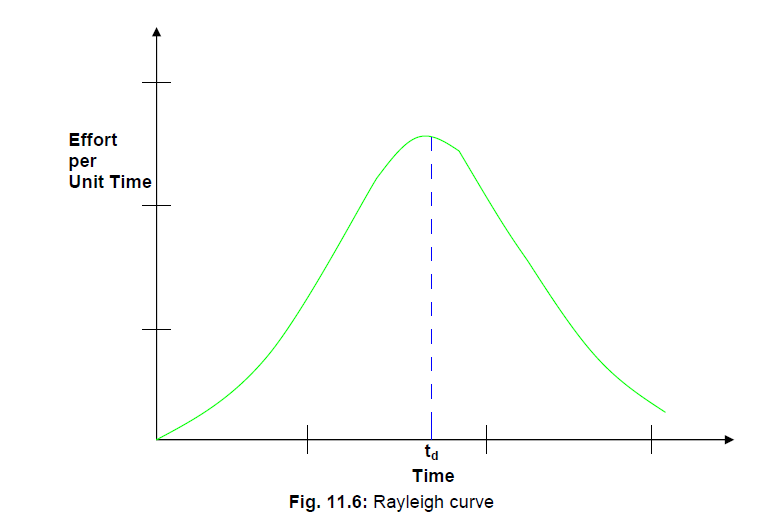 Effort
per
Unit Time
td
Time
Fig. 11.6: Rayleigh curve